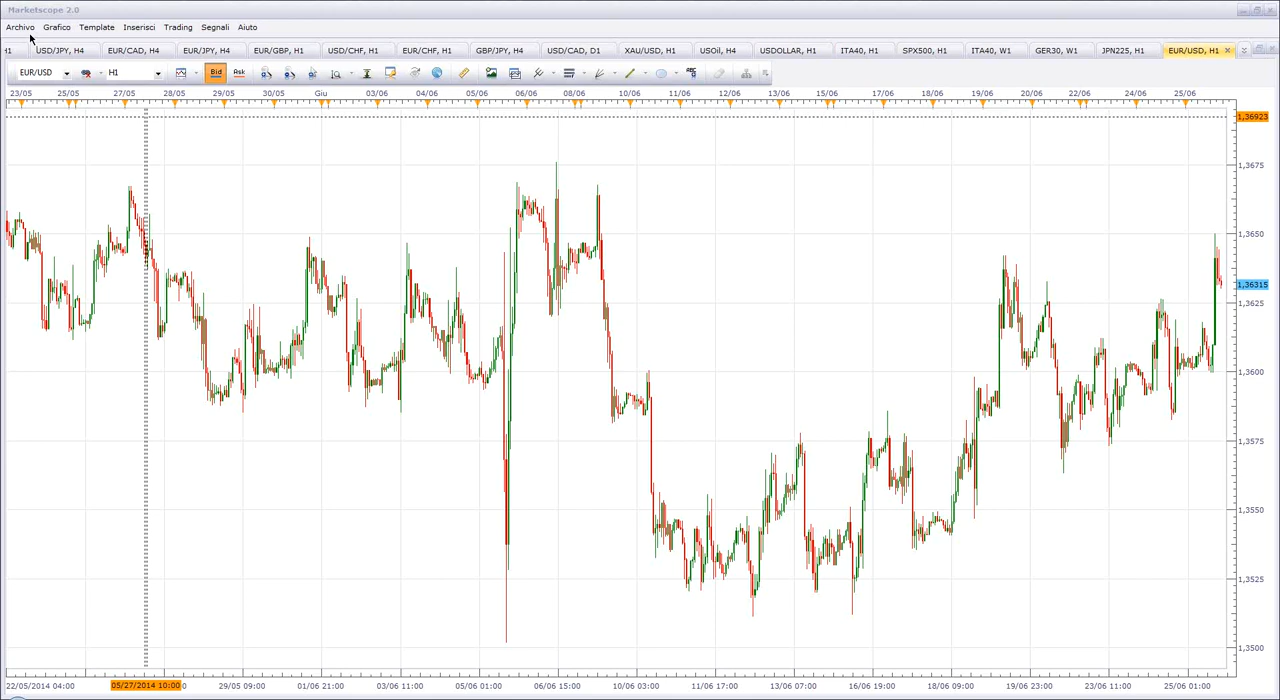 Marketscope 2.0
Archivo Grafico Template Inserisci Trading Segnali Aiuto
H1 USD/JPY, H4 EUR/CAD, H4 EUR/JPY, H4 EUR/GBP, H1 USD/CHF, H1 EUR/CHF, H1 GBP/JPY, H4 USD/CAD, D1 XAU/USD, H1 USOil, H4 USDOLLAR, H1 ITA40, H1 SPX500, H1 ITA40, W1 GER30, W1 JPN225, H1 EUR/USD, H1
EUR/USD H1 Bid Ask ABC
23/05 25/05 27/05 28/05 29/05 30/05 Giu 03/06 04/06 05/06 06/06 08/06 10/06 11/06 12/06 13/06 15/06 17/06 18/06 19/06 20/06 22/06 24/06 25/06
1,36923
1,3675
1,3650
1,36315
1,3625
1,3600
1,3575
1,3550
1,3525
1,3500
22/05/2014 04:00 05/27/2014 10:00 29/05 09:00 01/06 21:00 03/06 11:00 05/06 01:00 06/06 15:00 10/06 03:00 11/06 17:00 13/06 07:00 16/06 19:00 18/06 09:00 19/06 23:00 23/06 11:00 25/06 01:00